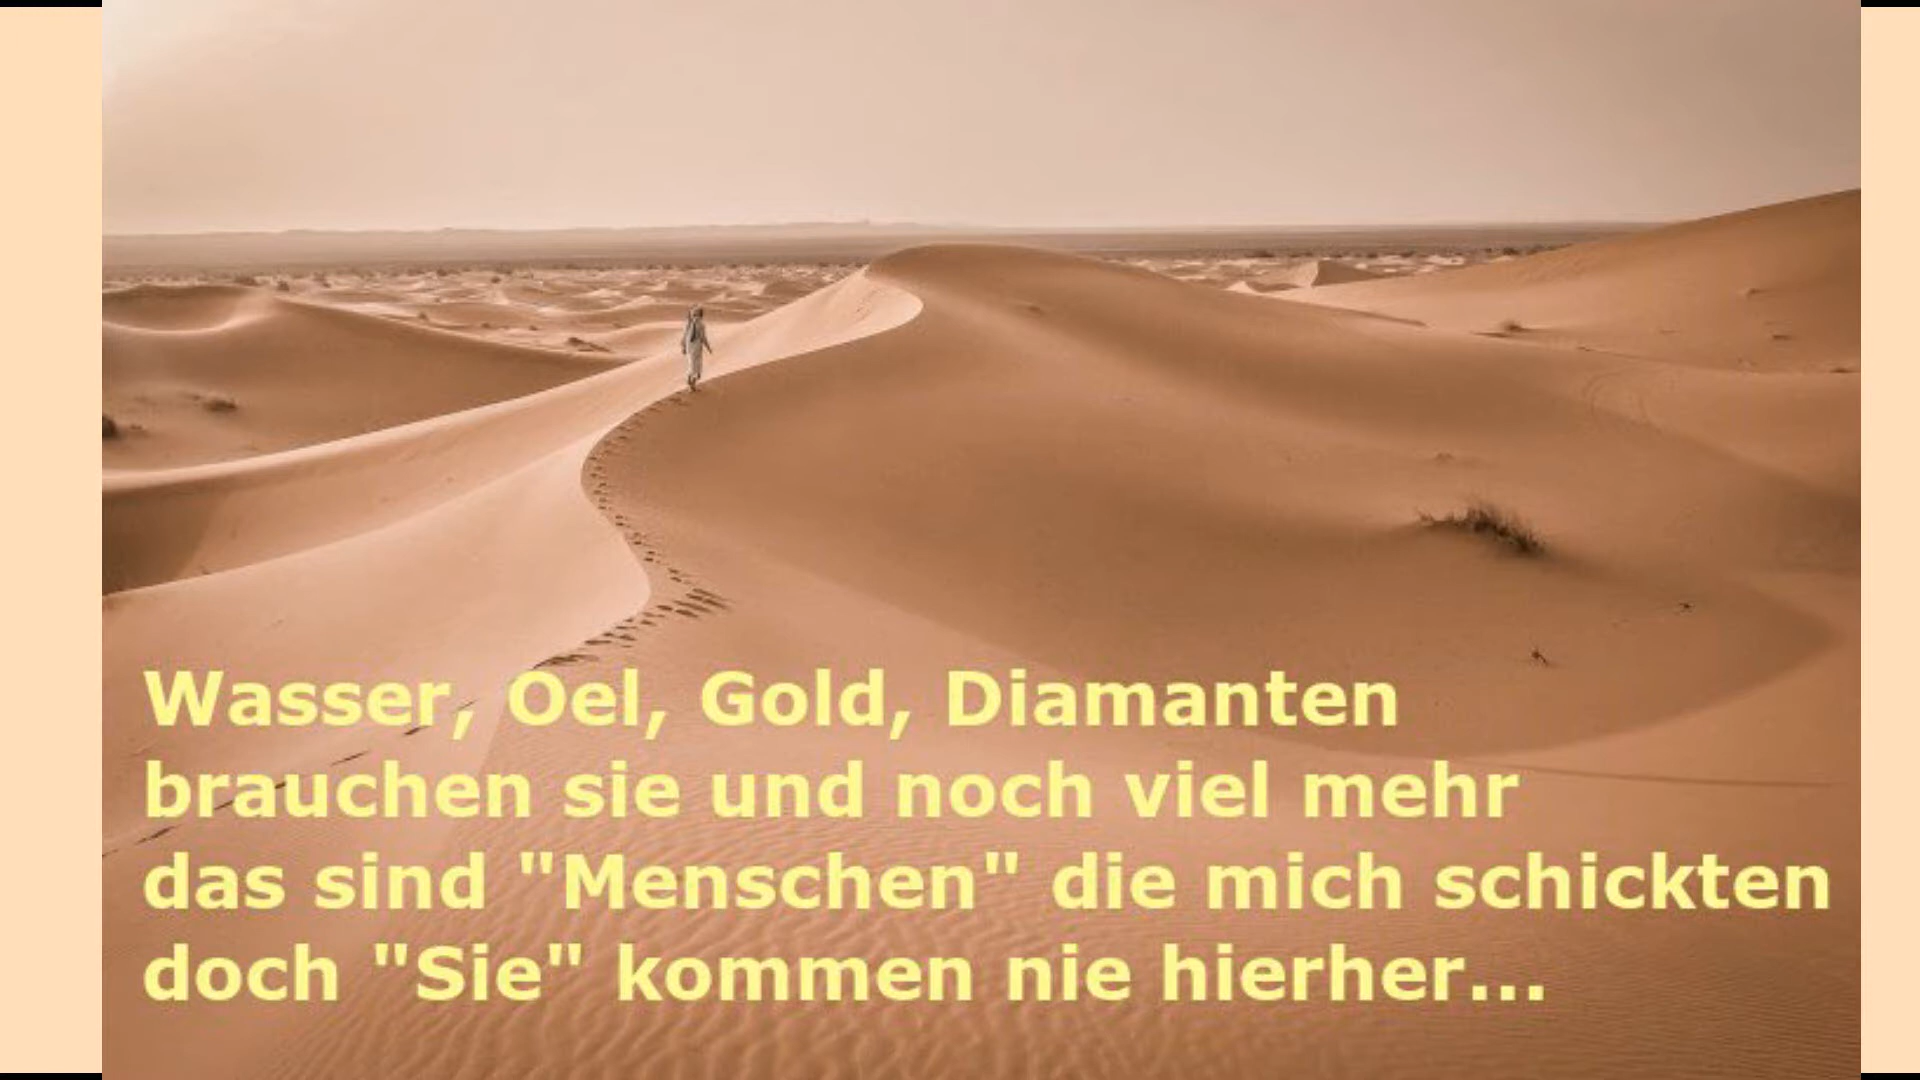 Wasser, Oel, Gold, Diamanten
brauchen sie und noch viel mehr
das sind "Menschen" die mich schickten
doch "Sie" kommen nie hierher...